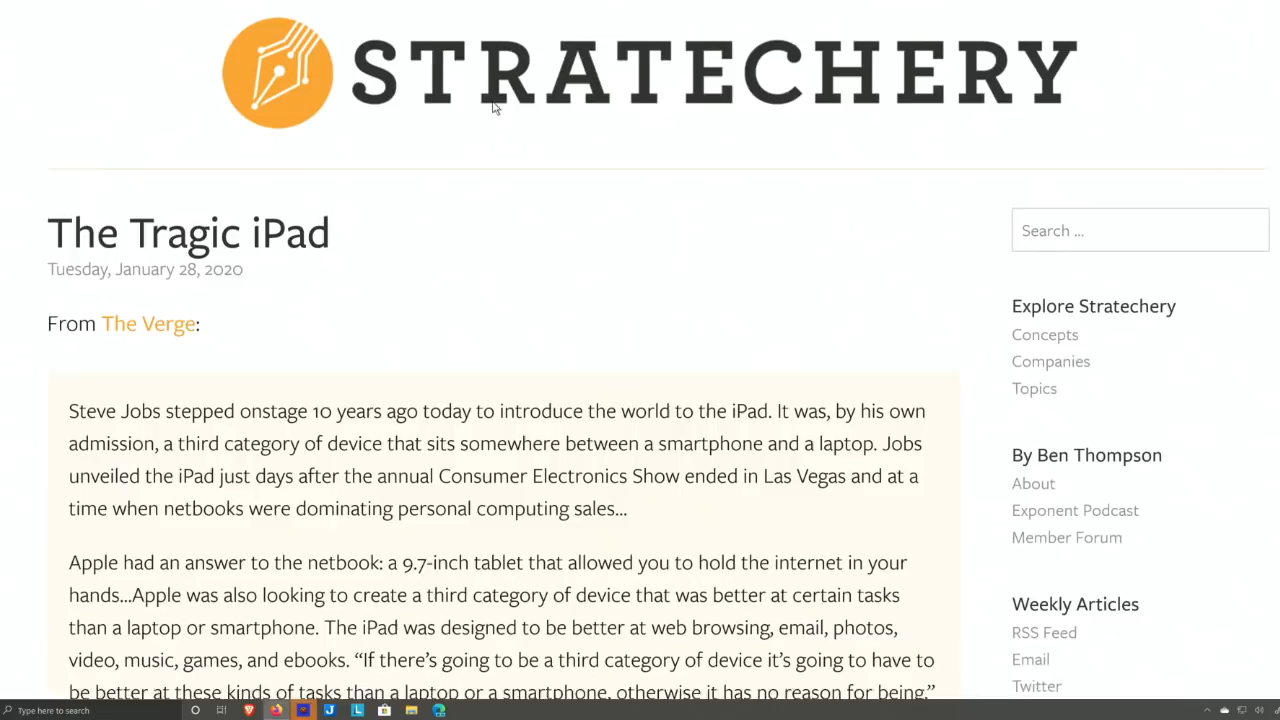 STRATECHERY
The Tragic iPad
Tuesday, January 28, 2020
From The Verge:
Steve Jobs stepped onstage 10 years ago today to introduce the world to the iPad. It was, by his own
admission, a third category of device that sits somewhere between a smartphone and a laptop. Jobs
unveiled the iPad just days after the annual Consumer Electronics Show ended in Las Vegas and at a
time when netbooks were dominating personal computing sales…
Apple had an answer to the netbook: a 9.7-inch tablet that allowed you to hold the internet in your
hands…Apple was also looking to create a third category of device that was better at certain tasks
than a laptop or smartphone. The iPad was designed to be better at web browsing, email, photos,
video, music, games, and ebooks. “If there’s going to be a third category of device it’s going to have to
be better at these kinds of tasks than a laptop or a smartphone, otherwise it has no reason for being,”
Search …
Explore Stratechery
Concepts
Companies
Topics
By Ben Thompson
About
Exponent Podcast
Member Forum
Weekly Articles
RSS Feed
Email
Twitter
Type here to search